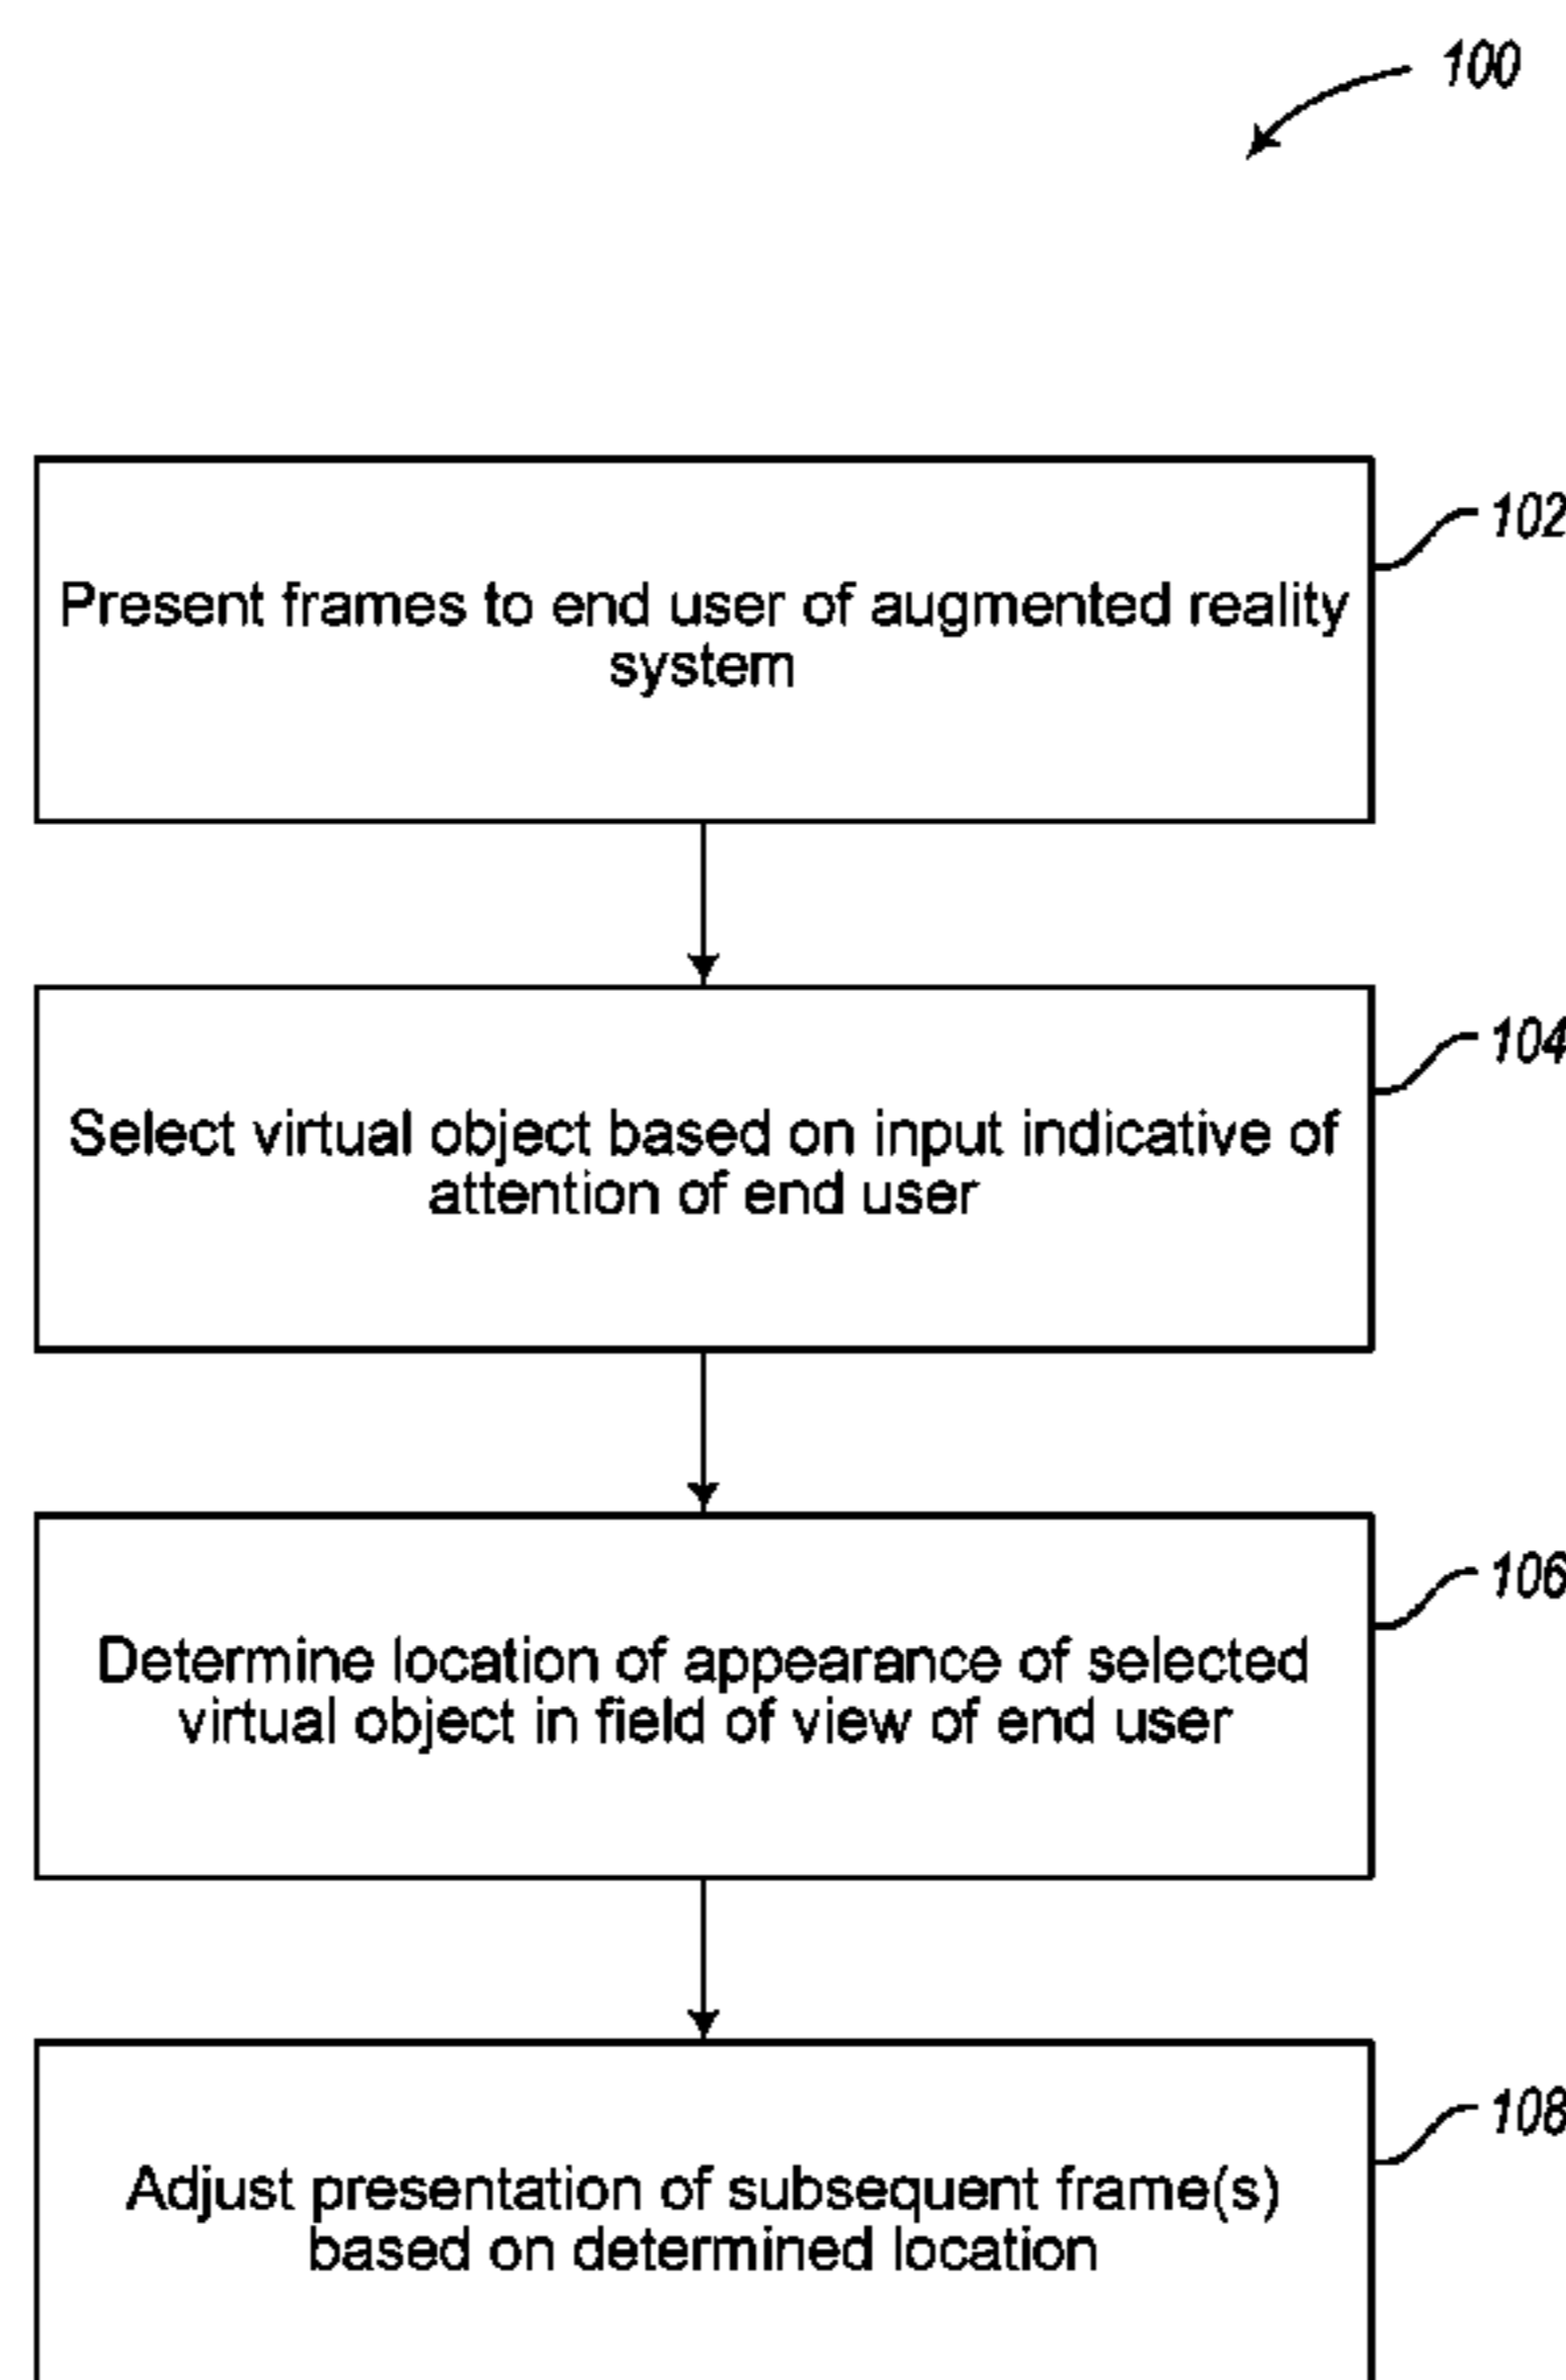 100
102
Present frames to end user of augmented reality
system
104
Select virtual object based on input indicative of
attention of end user
106
Determine location of appearance of selected
virtual object in field of view of end user
108
Adjust presentation of subsequent frame(s)
based on determined location